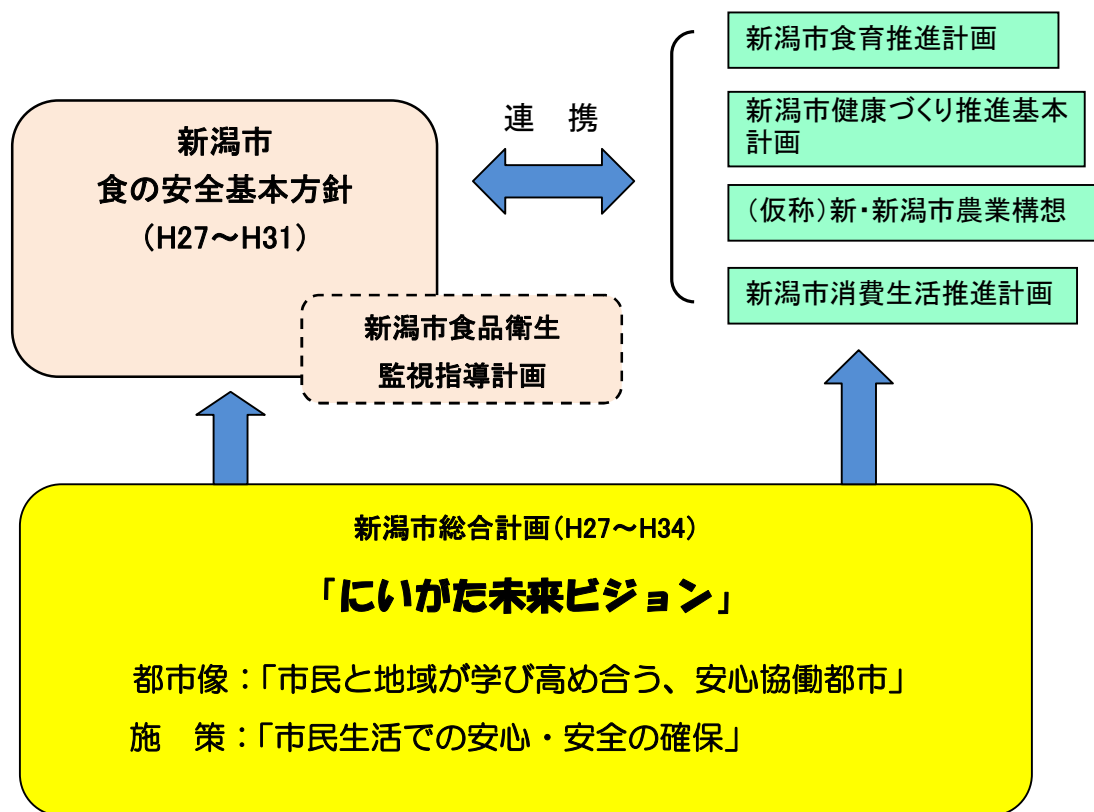 新潟市
食の安全基本方針
（H27～H31）
新潟市食品衛生
監視指導計画
連　携
新潟市食育推進計画
新潟市健康づくり推進基本
計画
（仮称）新・新潟市農業構想
新潟市消費生活推進計画
新潟市総合計画（H27～H34）
「にいがた未来ビジョン」
都市像：「市民と地域が学び高め合う、安心協働都市」
施　策：「市民生活での安心・安全の確保」